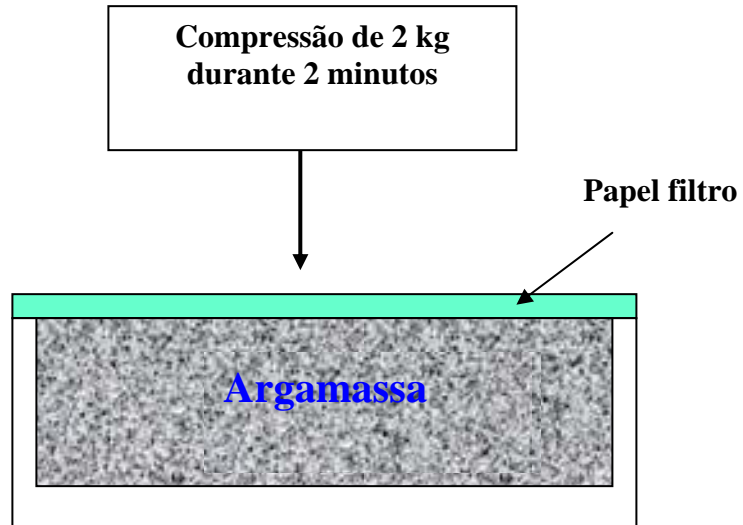 Compressão de 2 kg
durante 2 minutos
Papel filtro
Argamassa